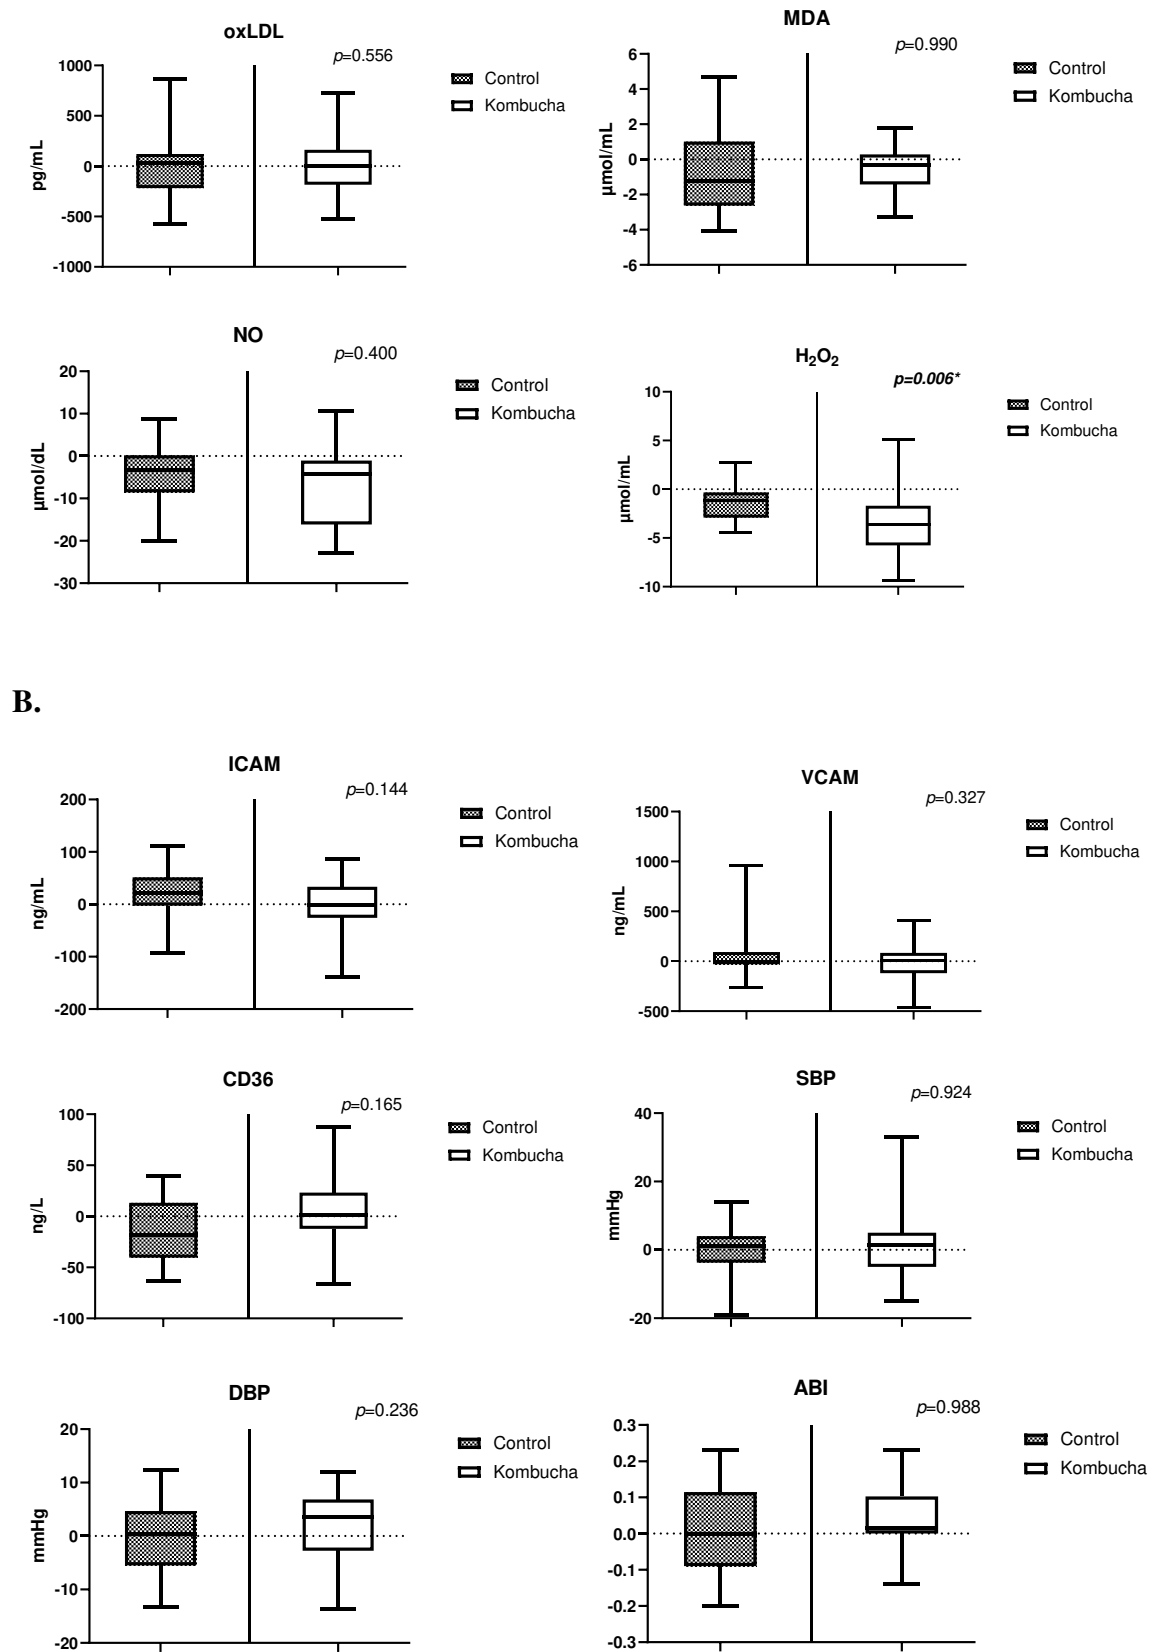 oxLDL
p=0.556
1000
500
0
-500
-1000
pg/mL
Control
Kombucha
MDA
p=0.990
6
4
2
0
-2
-4
-6
µmol/mL
Control
Kombucha
NO
p=0.400
20
10
0
-10
-20
-30
µmol/dL
Control
Kombucha
H₂O₂
p=0.006*
10
5
0
-5
-10
µmol/mL
Control
Kombucha
B.
ICAM
p=0.144
200
100
0
-100
-200
ng/mL
Control
Kombucha
VCAM
p=0.327
1500
1000
500
0
-500
ng/mL
Control
Kombucha
CD36
p=0.165
100
50
0
-50
-100
ng/L
Control
Kombucha
SBP
p=0.924
40
20
0
-20
mmHg
Control
Kombucha
DBP
p=0.236
20
10
0
-10
-20
mmHg
Control
Kombucha
ABI
p=0.988
0.3
0.2
0.1
0.0
-0.1
-0.2
-0.3
Control
Kombucha